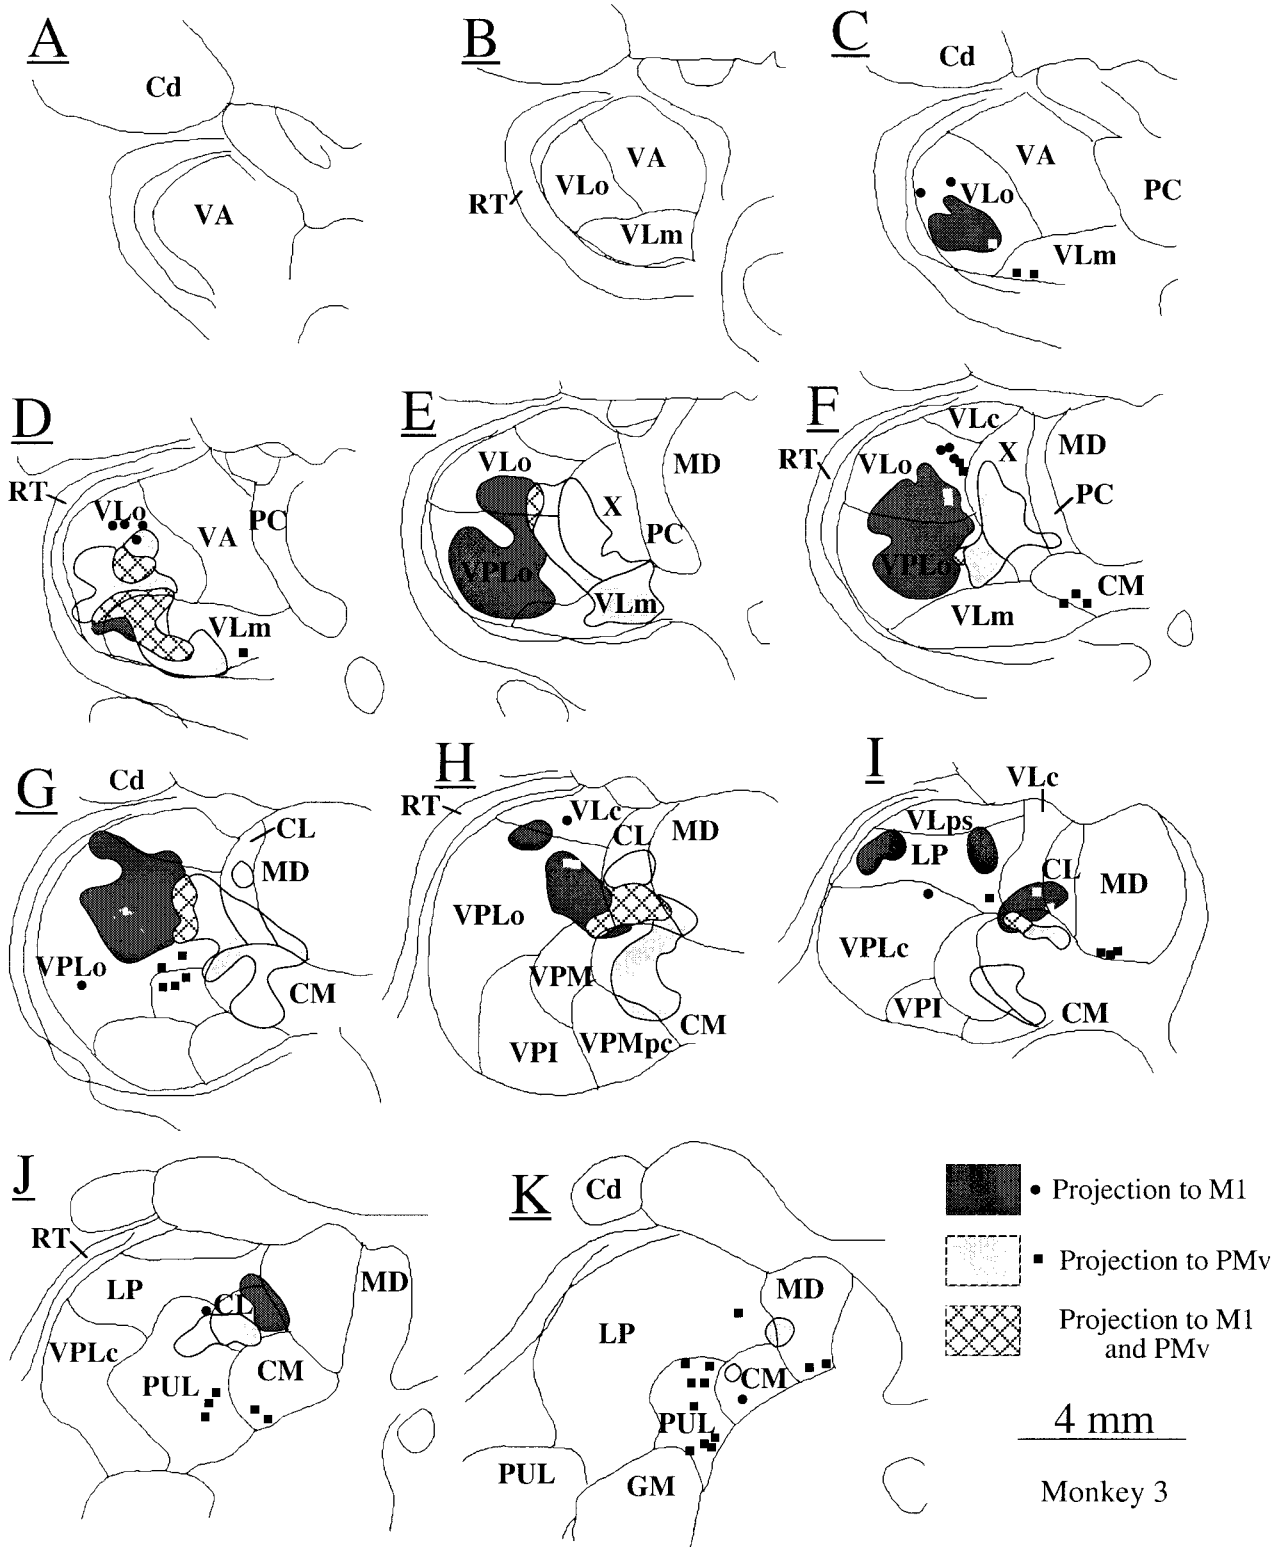 A
Cd
VA
B
VA
VLo
RT
VLm
C
Cd
VA
VLo
PC
VLm
D
RT
VLo
VA
PC
VLm
E
VLo
MD
X
PC
VPLo
VLm
F
VLc
RT
VLo
X
MD
PC
VPLo
CM
VLm
G
Cd
CL
MD
VPLo
CM
H
RT
VLc
CL
MD
VPLo
VPM
CM
VPI
VPMpc
I
VLc
VLps
LP
CL
MD
VPLc
VPI
CM
J
RT
LP
CL
MD
VPLc
CM
PUL
K
Cd
MD
LP
CM
PUL
PUL
GM
Projection to M1
Projection to PMv
Projection to M1
and PMv
4 mm
Monkey 3